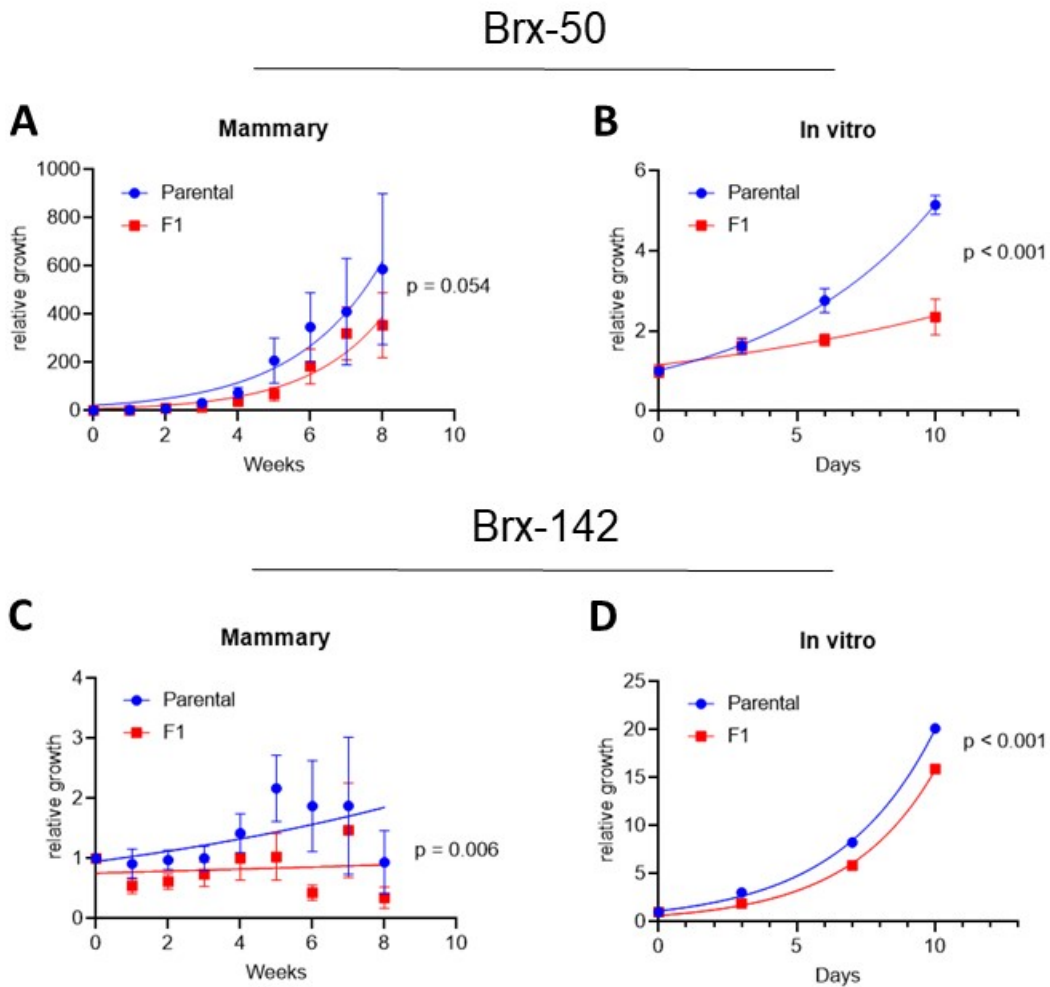 Brx-50
A
Mammary
1000
800
600
400
200
0
relative growth
Parental
F1
p = 0.054
0 2 4 6 8 10
Weeks
B
In vitro
6
4
2
0
relative growth
Parental
F1
p < 0.001
0 5 10
Days
Brx-142
C
Mammary
4
3
2
1
0
relative growth
Parental
F1
p = 0.006
0 2 4 6 8 10
Weeks
D
In vitro
25
20
15
10
5
0
relative growth
Parental
F1
p < 0.001
0 5 10
Days